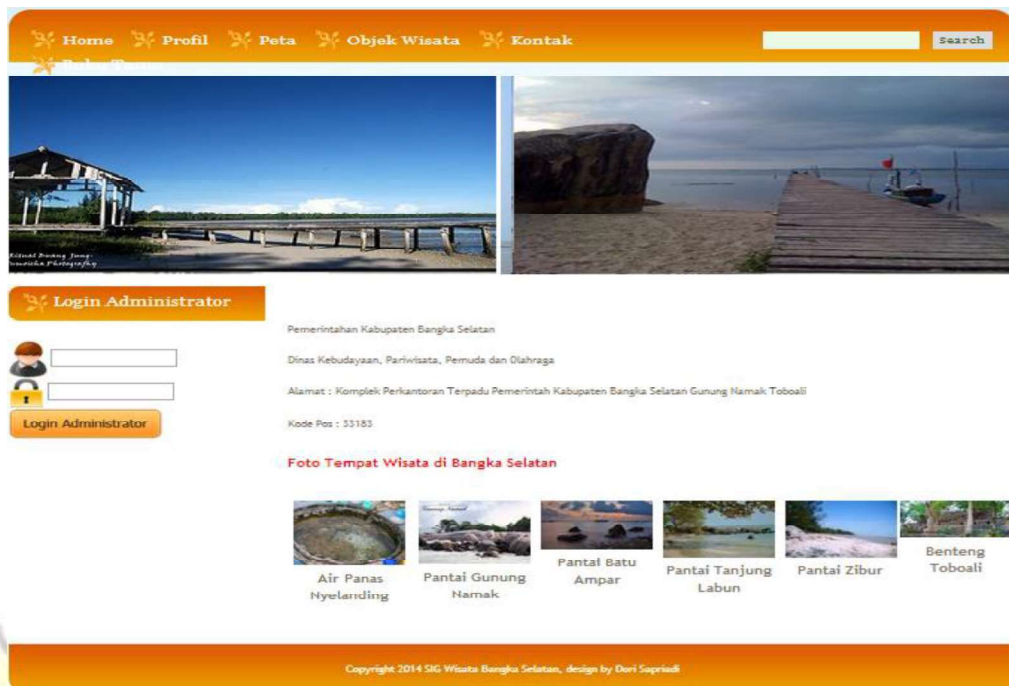 Home Profil Peta Objek Wisata Kontak Search
Login Administrator
Login Administrator
Pemerintahan Kabupaten Bangka Selatan
Dinas Kebudayaan, Pariwisata, Pemuda dan Olahraga
Alamat : Komplek Perkantoran Terpadu Pemerintah Kabupaten Bangka Selatan Gunung Namak Toboali
Kode Pos : 33183
Foto Tempat Wisata di Bangka Selatan
Air Panas
Nyelanding
Pantai Gunung
Namak
Pantai Batu
Ampar
Pantai Tanjung
Labun
Pantai Zibur
Benteng
Toboali
Copyright 2014 SIG Wisata Bangka Selatan, design by Dori Sapriadi